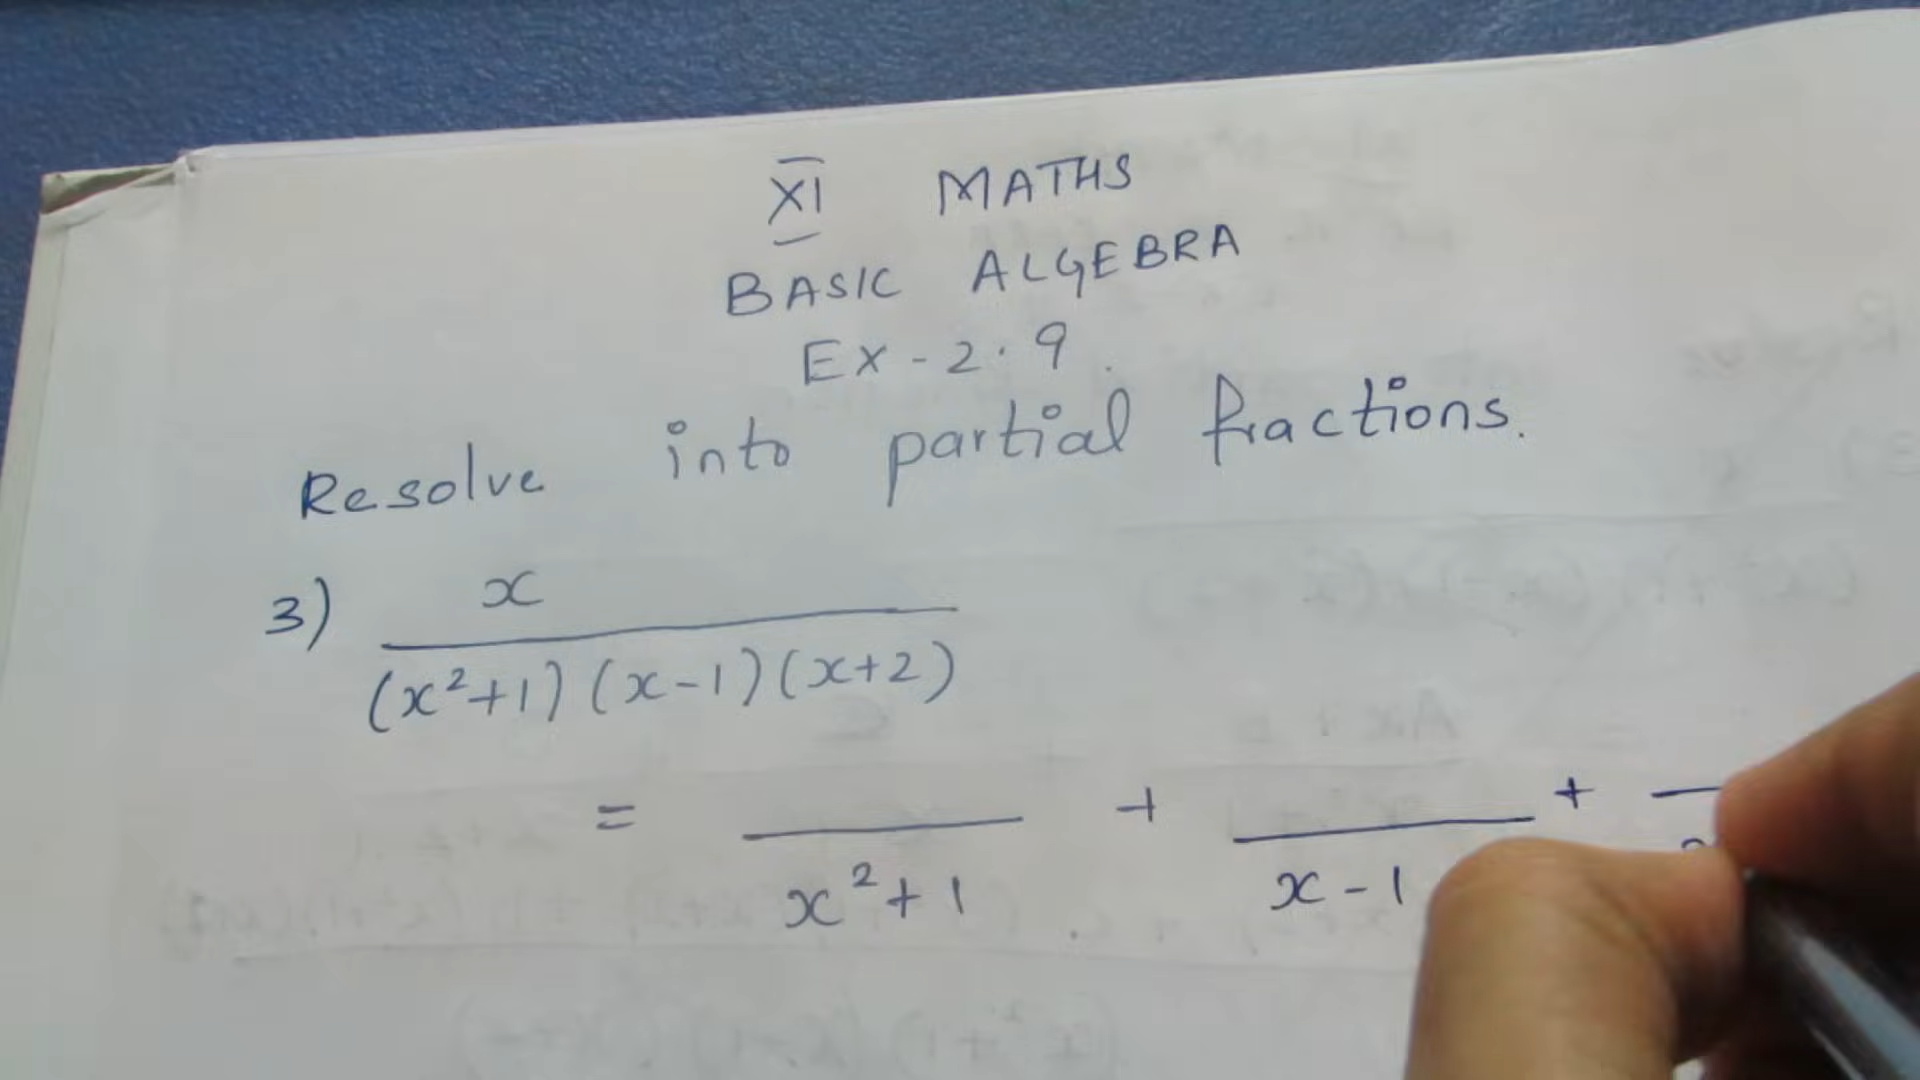 XI MATHS
BASIC ALGEBRA
EX-2.9.
Resolve into partial fractions.
3) x
(x²+1) (x-1) (x+2)
= + +
x²+1 x-1